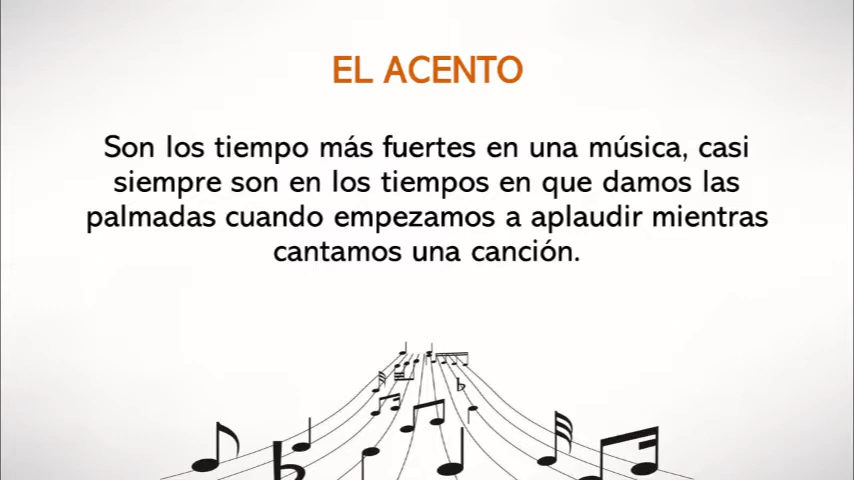 EL ACENTO
Son los tiempo más fuertes en una música, casi
siempre son en los tiempos en que damos las
palmadas cuando empezamos a aplaudir mientras
cantamos una canción.